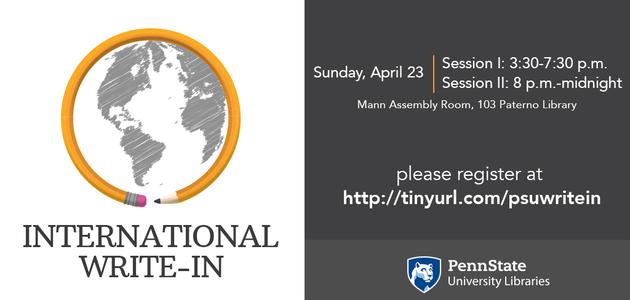 INTERNATIONAL
WRITE-IN
Sunday, April 23
Session I: 3:30-7:30 p.m.
Session II: 8 p.m.-midnight
Mann Assembly Room, 103 Paterno Library
please register at
http://tinyurl.com/psuwritein
PennState
University Libraries